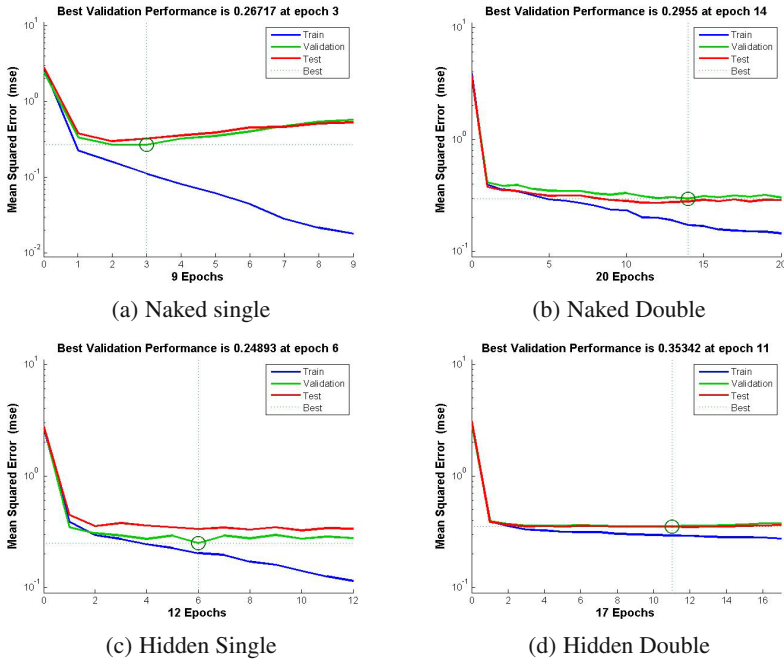 Best Validation Performance is 0.26717 at epoch 3
Train
Validation
Test
Best
Mean Squared Error (mse)
10^1
10^0
10^-1
10^-2
0 1 2 3 4 5 6 7 8 9
9 Epochs
(a) Naked single
Best Validation Performance is 0.2955 at epoch 14
Train
Validation
Test
Best
Mean Squared Error (mse)
10^1
10^0
10^-1
0 5 10 15 20
20 Epochs
(b) Naked Double
Best Validation Performance is 0.24893 at epoch 6
Train
Validation
Test
Best
Mean Squared Error (mse)
10^1
10^0
10^-1
0 2 4 6 8 10 12
12 Epochs
(c) Hidden Single
Best Validation Performance is 0.35342 at epoch 11
Train
Validation
Test
Best
Mean Squared Error (mse)
10^1
10^0
10^-1
0 2 4 6 8 10 12 14 16
17 Epochs
(d) Hidden Double